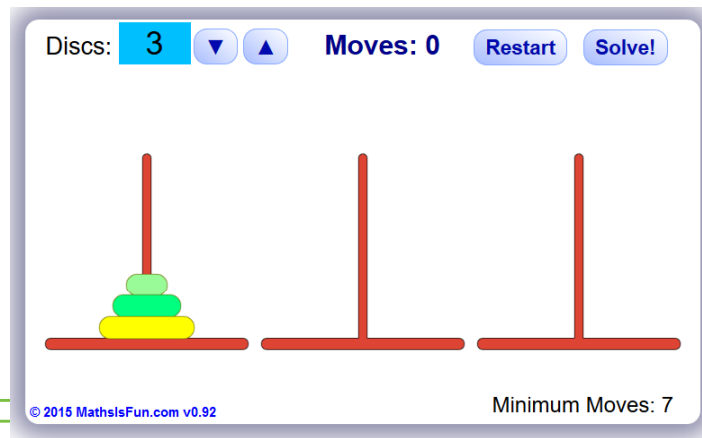 Discs: 3 ▼ ▲ Moves: 0 Restart Solve!
© 2015 MathsIsFun.com v0.92
Minimum Moves: 7